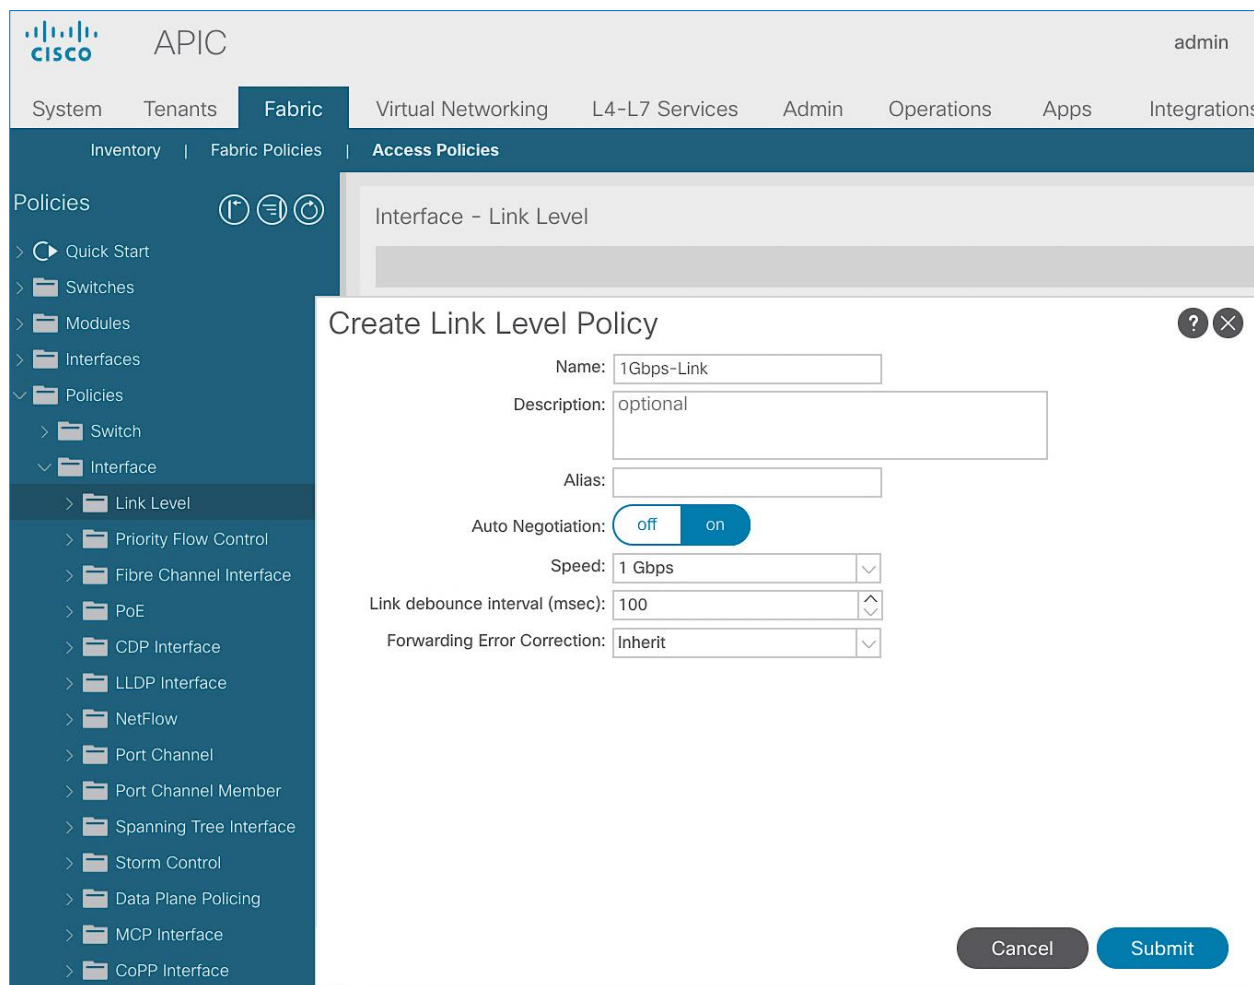 CISCO
APIC
admin
System Tenants Fabric Virtual Networking L4-L7 Services Admin Operations Apps Integrations
Inventory | Fabric Policies | Access Policies
Policies
Quick Start
Switches
Modules
Interfaces
Policies
Switch
Interface
Link Level
Priority Flow Control
Fibre Channel Interface
PoE
CDP Interface
LLDP Interface
NetFlow
Port Channel
Port Channel Member
Spanning Tree Interface
Storm Control
Data Plane Policing
MCP Interface
CoPP Interface
Interface - Link Level
Create Link Level Policy
Name: 1Gbps-Link
Description: optional
Alias:
Auto Negotiation: off on
Speed: 1 Gbps
Link debounce interval (msec): 100
Forwarding Error Correction: Inherit
Cancel Submit